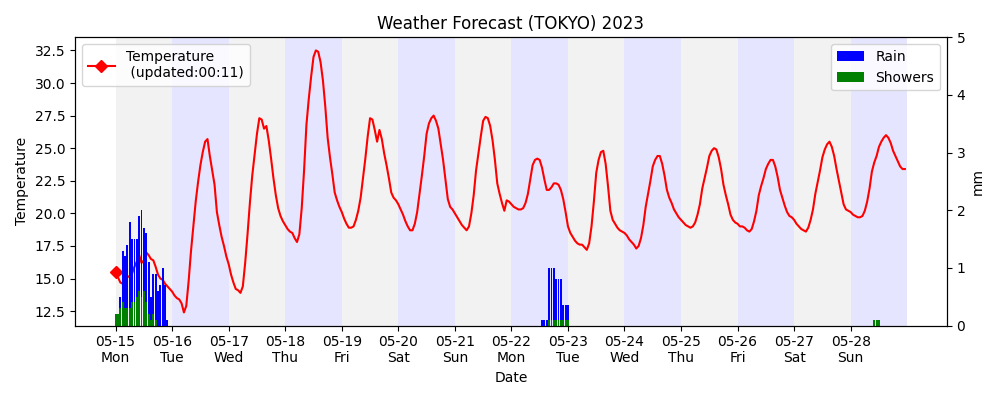 Weather Forecast (TOKYO) 2023
Temperature
(updated:00:11)
Rain
Showers
Temperature
32.5
30.0
27.5
25.0
22.5
20.0
17.5
15.0
12.5
5
4
3
2
1
0
mm
05-15 05-16 05-17 05-18 05-19 05-20 05-21 05-22 05-23 05-24 05-25 05-26 05-27 05-28
Mon Tue Wed Thu Fri Sat Sun Mon Tue Wed Thu Fri Sat Sun
Date